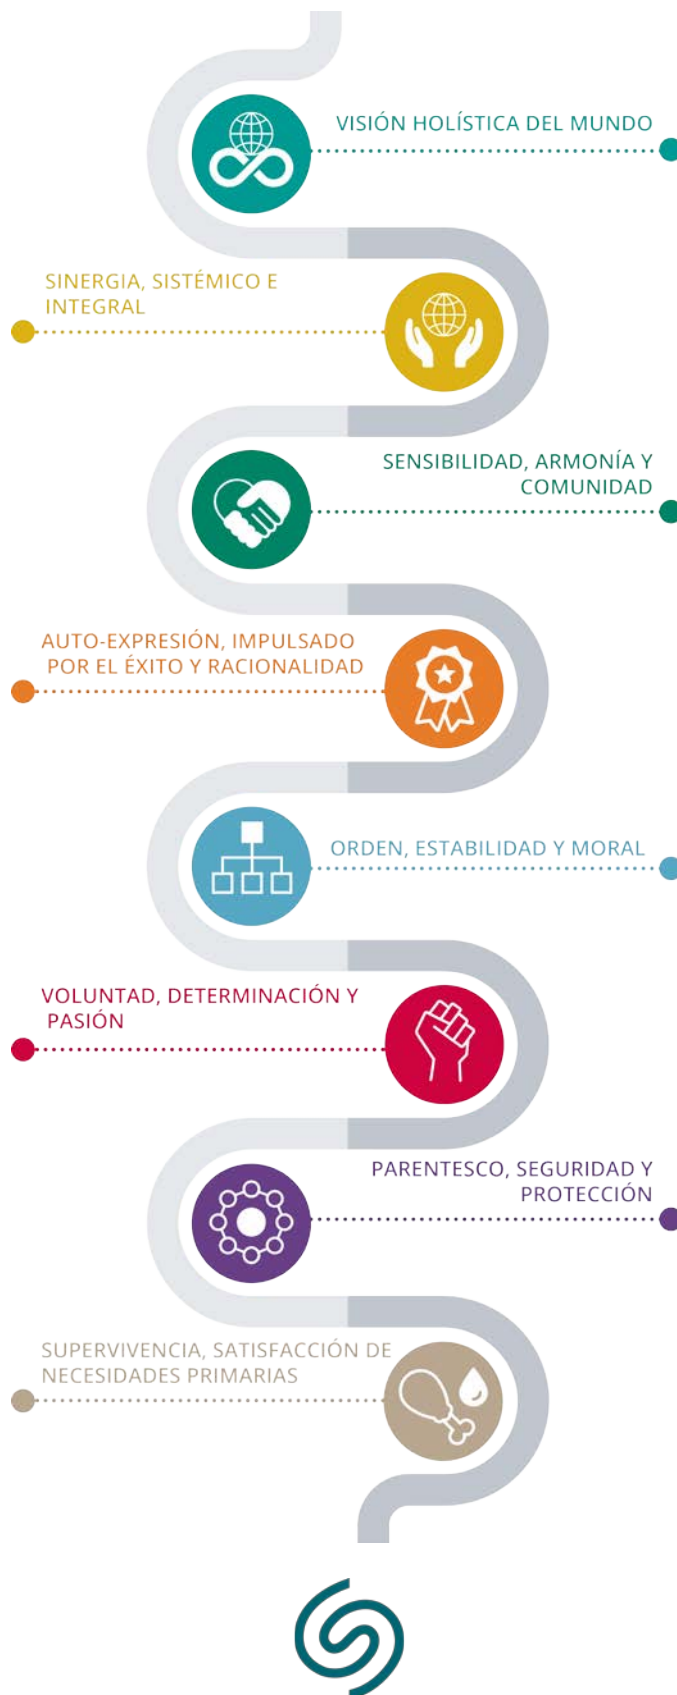 VISIÓN HOLÍSTICA DEL MUNDO
SINERGIA, SISTÉMICO E
INTEGRAL
SENSIBILIDAD, ARMONÍA Y
COMUNIDAD
AUTO-EXPRESIÓN, IMPULSADO
POR EL ÉXITO Y RACIONALIDAD
ORDEN, ESTABILIDAD Y MORAL
VOLUNTAD, DETERMINACIÓN Y
PASIÓN
PARENTESCO, SEGURIDAD Y
PROTECCIÓN
SUPERVIVENCIA, SATISFACCIÓN DE
NECESIDADES PRIMARIAS